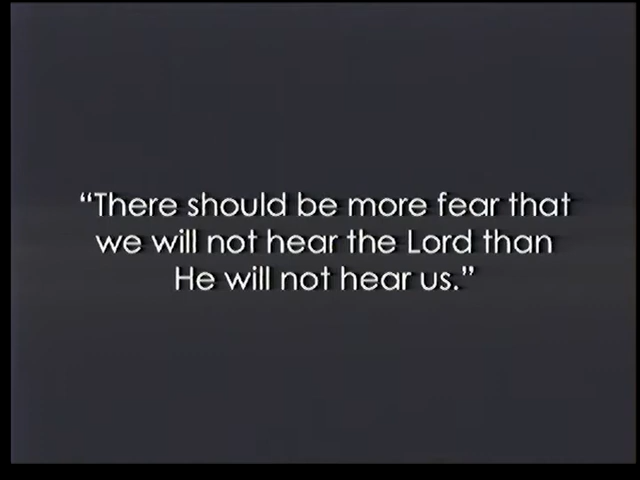 “There should be more fear that
we will not hear the Lord than
He will not hear us.”